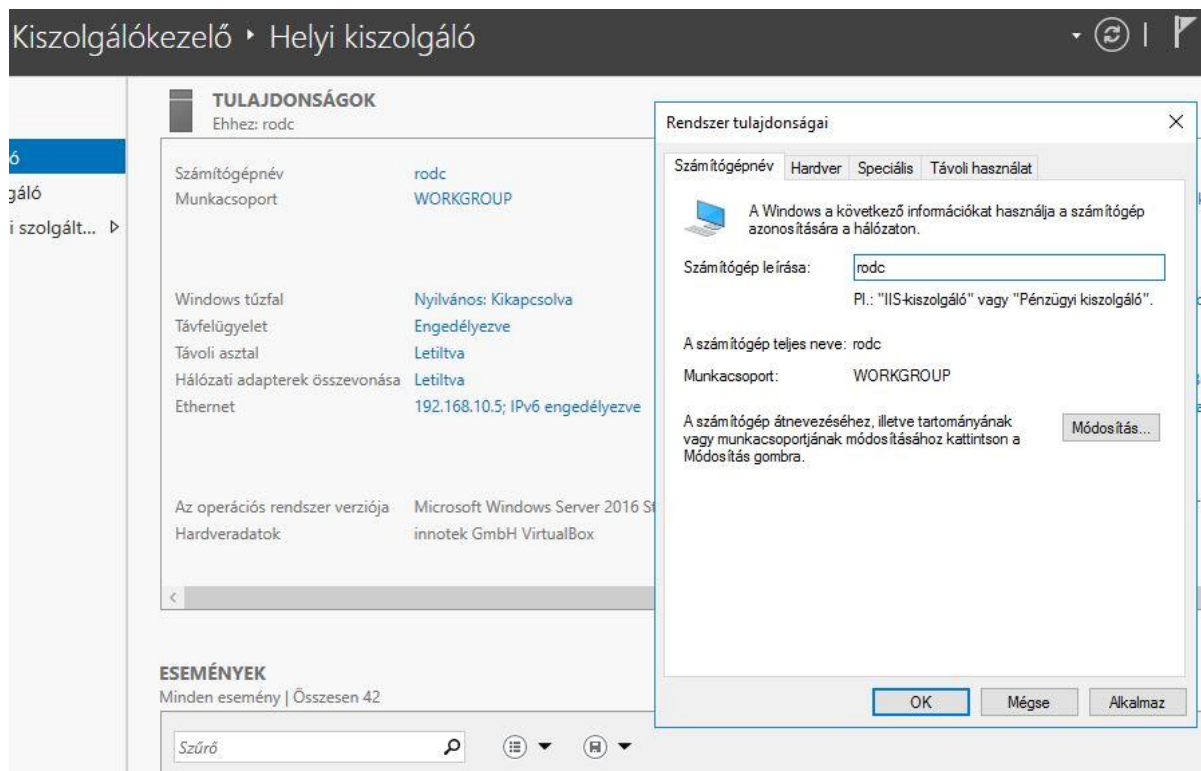 Kiszolgálókezelő ‣ Helyi kiszolgáló
TULAJDONSÁGOK
Ehhez: rodc
Számítógépnév rodc
Munkacsoport WORKGROUP
Windows tűzfal Nyilvános: Kikapcsolva
Távfelügyelet Engedélyezve
Távoli asztal Letiltva
Hálózati adapterek összevonása Letiltva
Ethernet 192.168.10.5; IPv6 engedélyezve
Az operációs rendszer verziója Microsoft Windows Server 2016 St
Hardveradatok innotek GmbH VirtualBox
ESEMÉNYEK
Minden esemény | Összesen 42
Szűrő
ó
gáló
i szolgált...
Rendszer tulajdonságai
Számítógépnév Hardver Speciális Távoli használat
A Windows a következő információkat használja a számítógép
azonosítására a hálózaton.
Számítógép leírása: rodc
Pl.: "IIS-kiszolgáló" vagy "Pénzügyi kiszolgáló".
A számítógép teljes neve: rodc
Munkacsoport: WORKGROUP
A számítógép átnevezéséhez, illetve tartományának
vagy munkacsoportjának módosításához kattintson a
Módosítás gombra.
Módosítás...
OK Mégse Alkalmaz